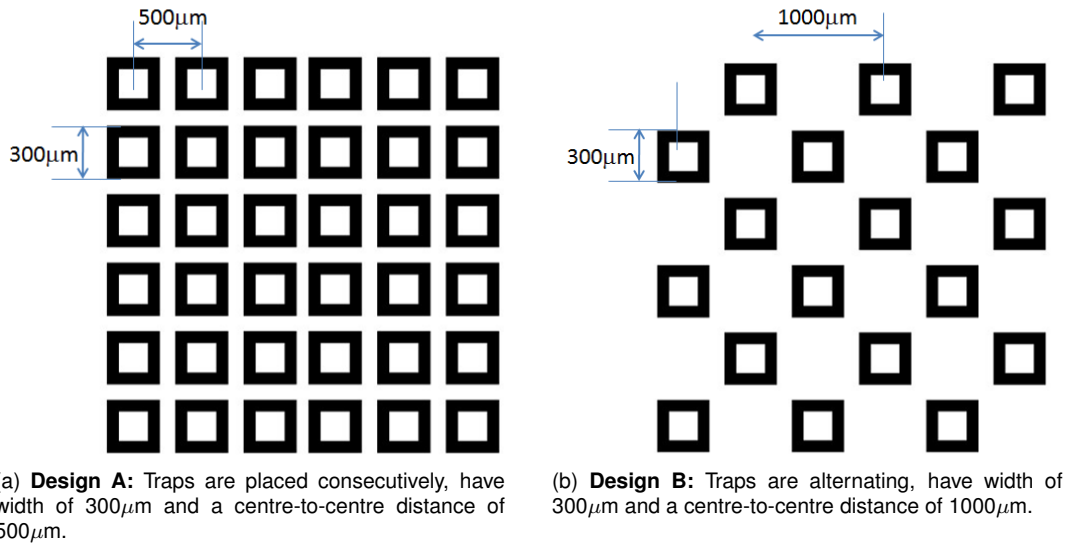 500μm
300μm
1000μm
300μm
(a) Design A: Traps are placed consecutively, have
width of 300μm and a centre-to-centre distance of
500μm.
(b) Design B: Traps are alternating, have width of
300μm and a centre-to-centre distance of 1000μm.